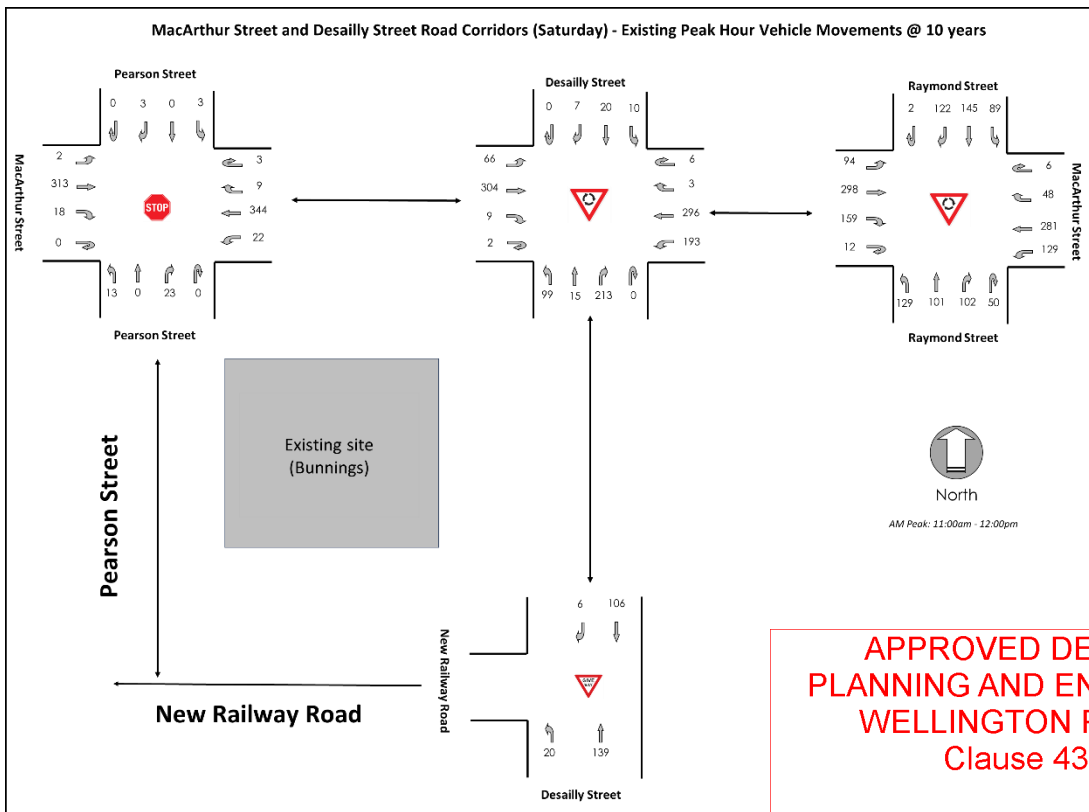 MacArthur Street and Desailly Street Road Corridors (Saturday) - Existing Peak Hour Vehicle Movements @ 10 years
Pearson Street
0 3 0 3
MacArthur Street
2
313
18
0
STOP
3
9
344
22
13 0 23 0
Pearson Street
Desailly Street
0 7 20 10
66
304
9
2
6
3
296
193
99 15 213 0
Raymond Street
2 122 145 89
94
298
159
12
6
48
281
129
MacArthur Street
129 101 102 50
Raymond Street
Pearson Street
Existing site
(Bunnings)
North
AM Peak: 11:00am - 12:00pm
6 106
New Railway Road
GIVE WAY
20 139
Desailly Street
New Railway Road
APPROVED DE
PLANNING AND EN
WELLINGTON P
Clause 43